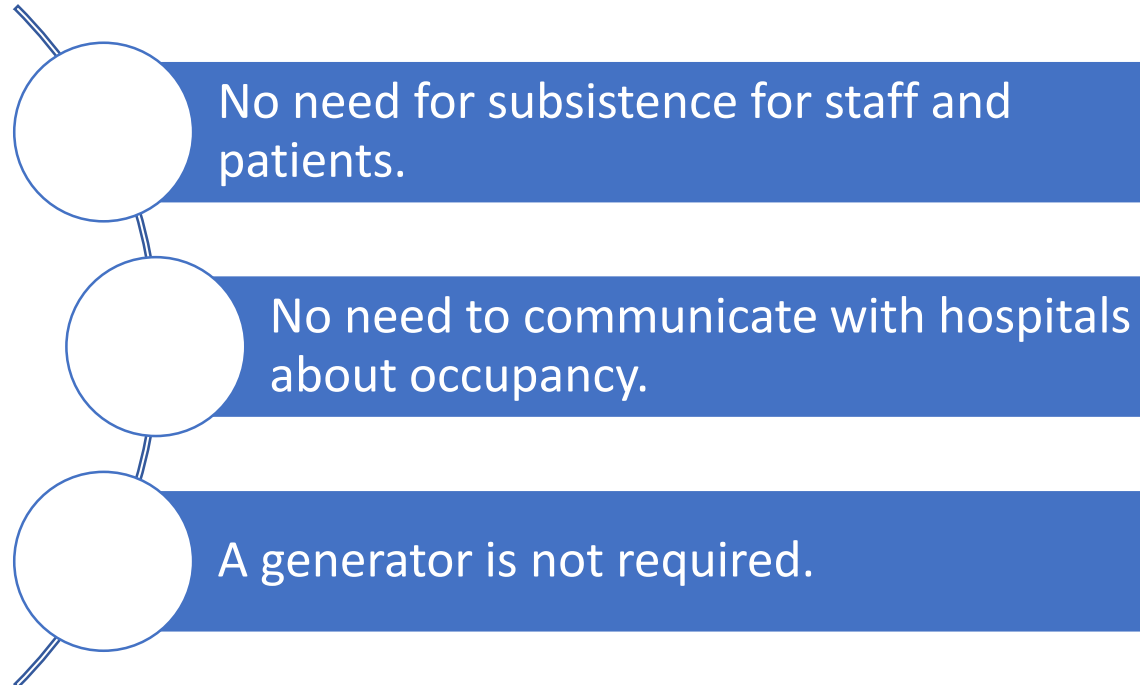 No need for subsistence for staff and
patients.
No need to communicate with hospitals
about occupancy.
A generator is not required.